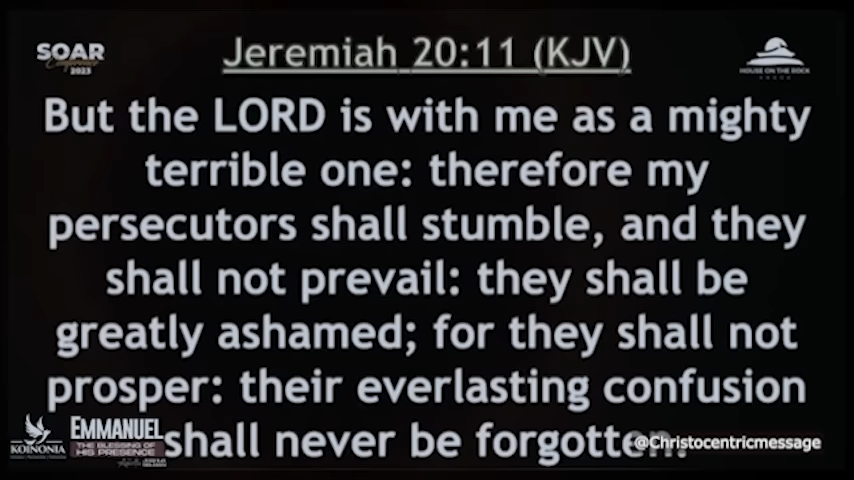 SOAR
Conference
2023
Jeremiah 20:11 (KJV)
HOUSE ON THE ROCK
But the LORD is with me as a mighty
terrible one: therefore my
persecutors shall stumble, and they
shall not prevail: they shall be
greatly ashamed; for they shall not
prosper: their everlasting confusion
shall never be forgotten.
KOINONIA
EMMANUEL
THE BLESSING OF
HIS PRESENCE
@Christocentricmessage